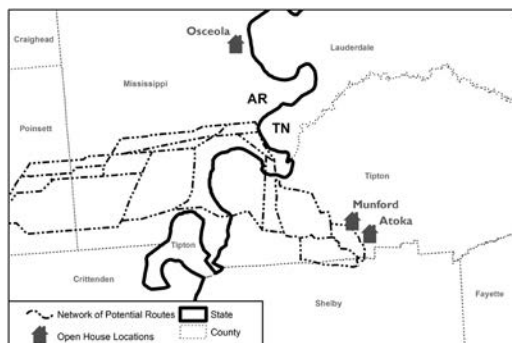 Craighead
Osceola
Lauderdale
Mississippi
AR
Poinsett
TN
Tipton
Munford
Atoka
Tipton
Crittenden
Shelby
Fayette
Network of Potential Routes
State
Open House Locations
County